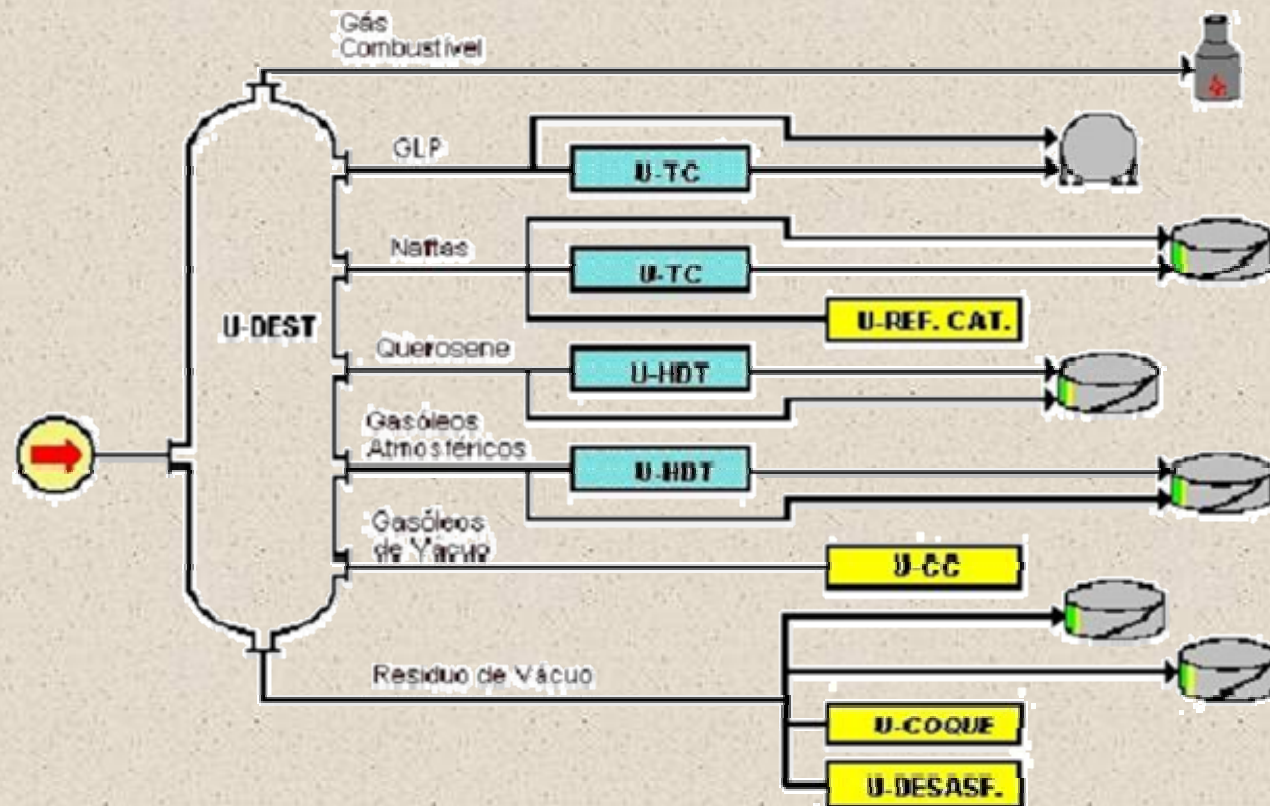 Gás
Combustível
GLP
U-TC
Naftas
U-TC
U-DEST
U-REF. CAT.
Querosene
U-HDT
Gasóleos
Atmosféricos
U-HDT
Gasóleos
de Vácuo
U-CC
Resíduo de Vácuo
U-COQUE
U-DESASF.